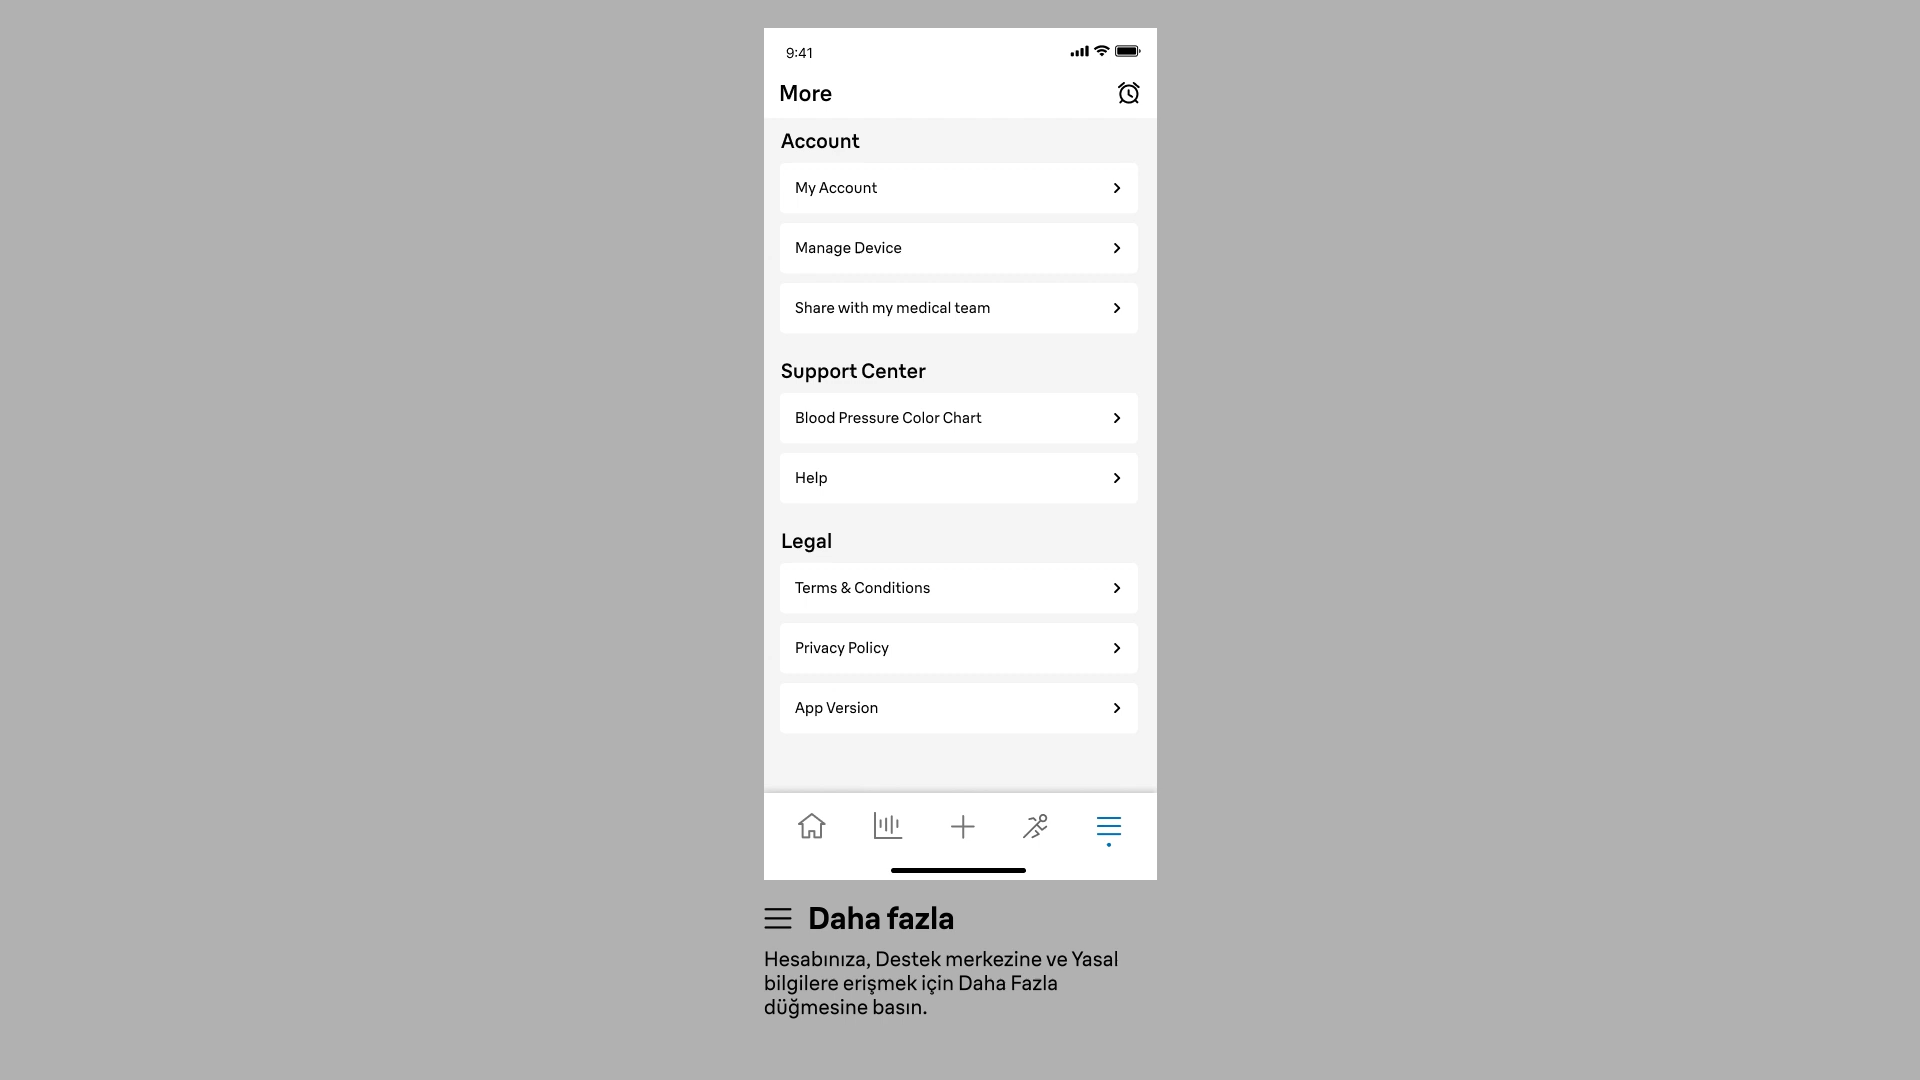 9:41
More
Account
My Account
Manage Device
Share with my medical team
Support Center
Blood Pressure Color Chart
Help
Legal
Terms & Conditions
Privacy Policy
App Version
Daha fazla
Hesabınıza, Destek merkezine ve Yasal
bilgilere erişmek için Daha Fazla
düğmesine basın.